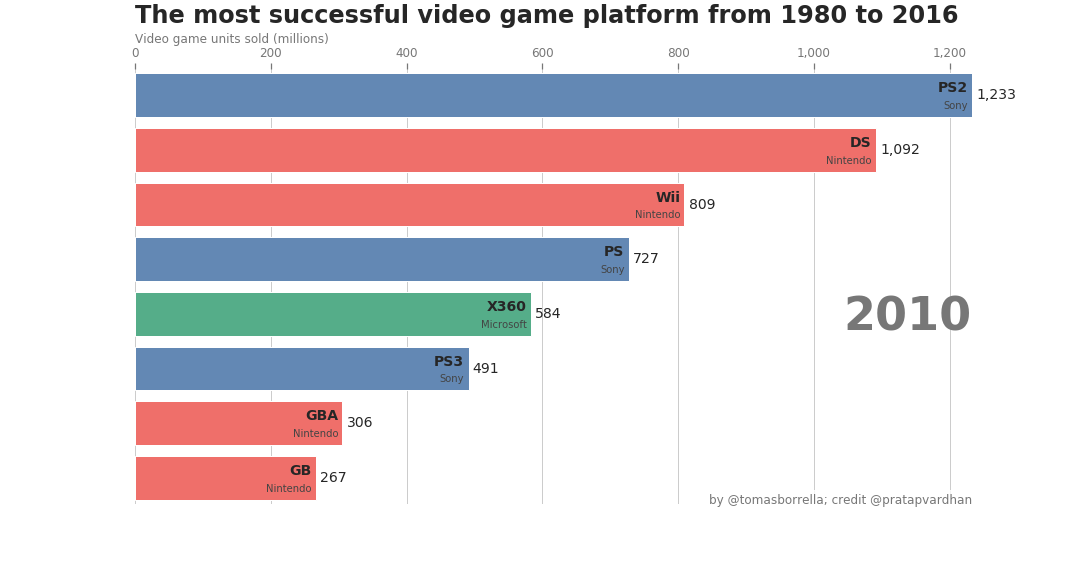 The most successful video game platform from 1980 to 2016
Video game units sold (millions)
0 200 400 600 800 1,000 1,200
PS2
Sony
1,233
DS
Nintendo
1,092
Wii
Nintendo
809
PS
Sony
727
X360
Microsoft
584
2010
PS3
Sony
491
GBA
Nintendo
306
GB
Nintendo
267
by @tomasborrella; credit @pratapvardhan